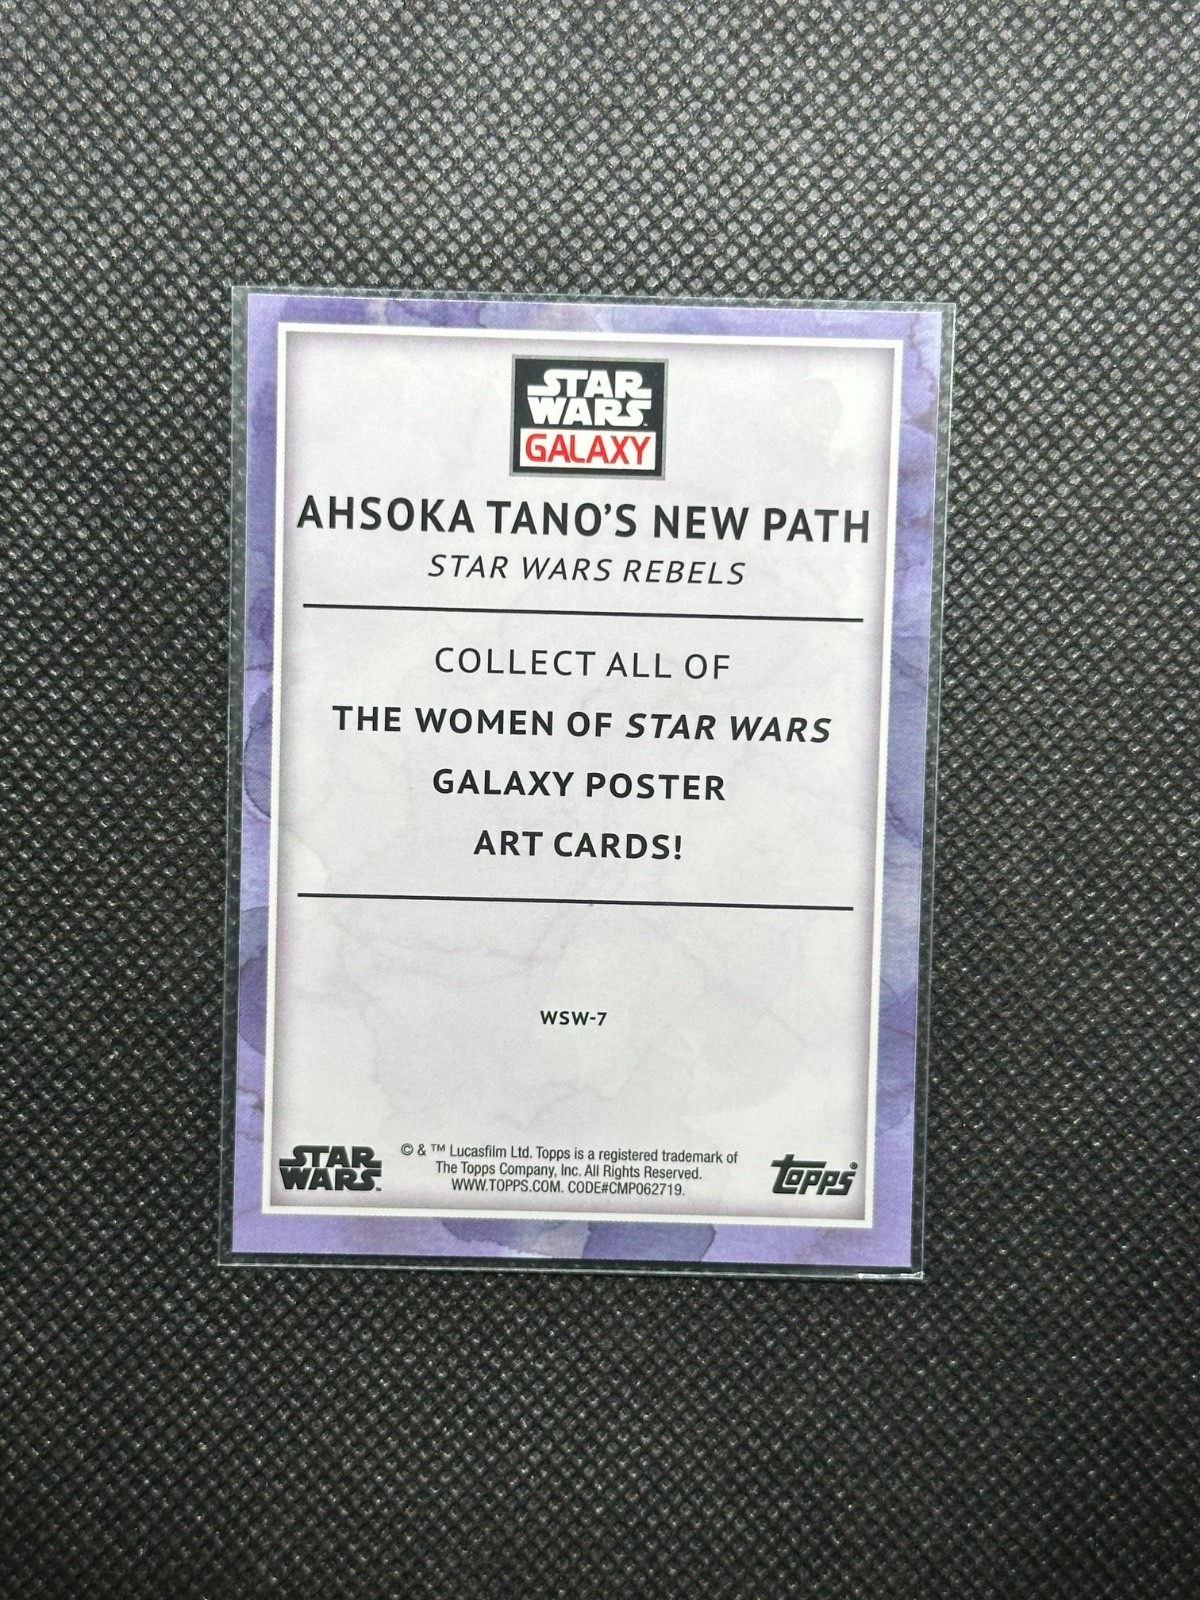 STAR
WARS
GALAXY
AHSOKA TANO'S NEW PATH
STAR WARS REBELS
COLLECT ALL OF
THE WOMEN OF STAR WARS
GALAXY POSTER
ART CARDS!
WSW-7
STAR
WARS™
© & ™ Lucasfilm Ltd. Topps is a registered trademark of
The Topps Company, Inc. All Rights Reserved.
WWW.TOPPS.COM. CODE#CMP062719.
Topps®